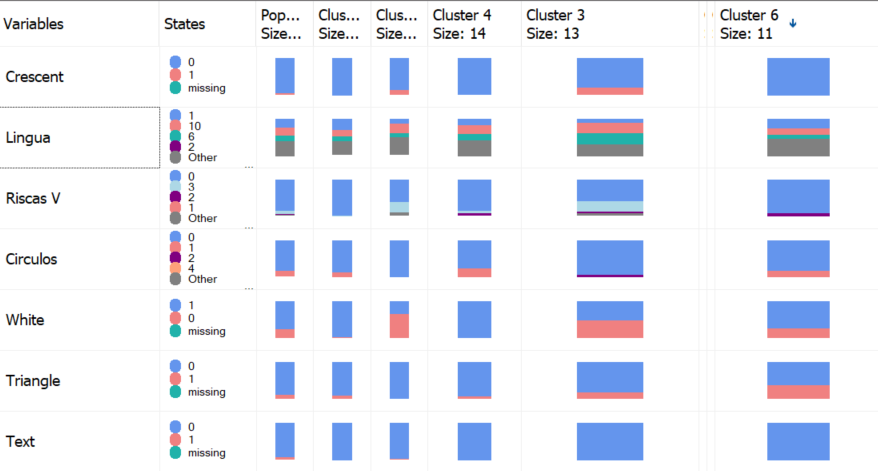 Variables
States
Pop...
Size...
Clus...
Size...
Clus...
Size...
Cluster 4
Size: 14
Cluster 3
Size: 13
Cluster 6
Size: 11
Crescent
0
1
missing
Lingua
1
10
6
2
Other
...
Riscas V
0
3
2
1
Other
...
Circulos
0
1
2
4
Other
...
White
1
0
missing
Triangle
0
1
missing
Text
0
1
missing